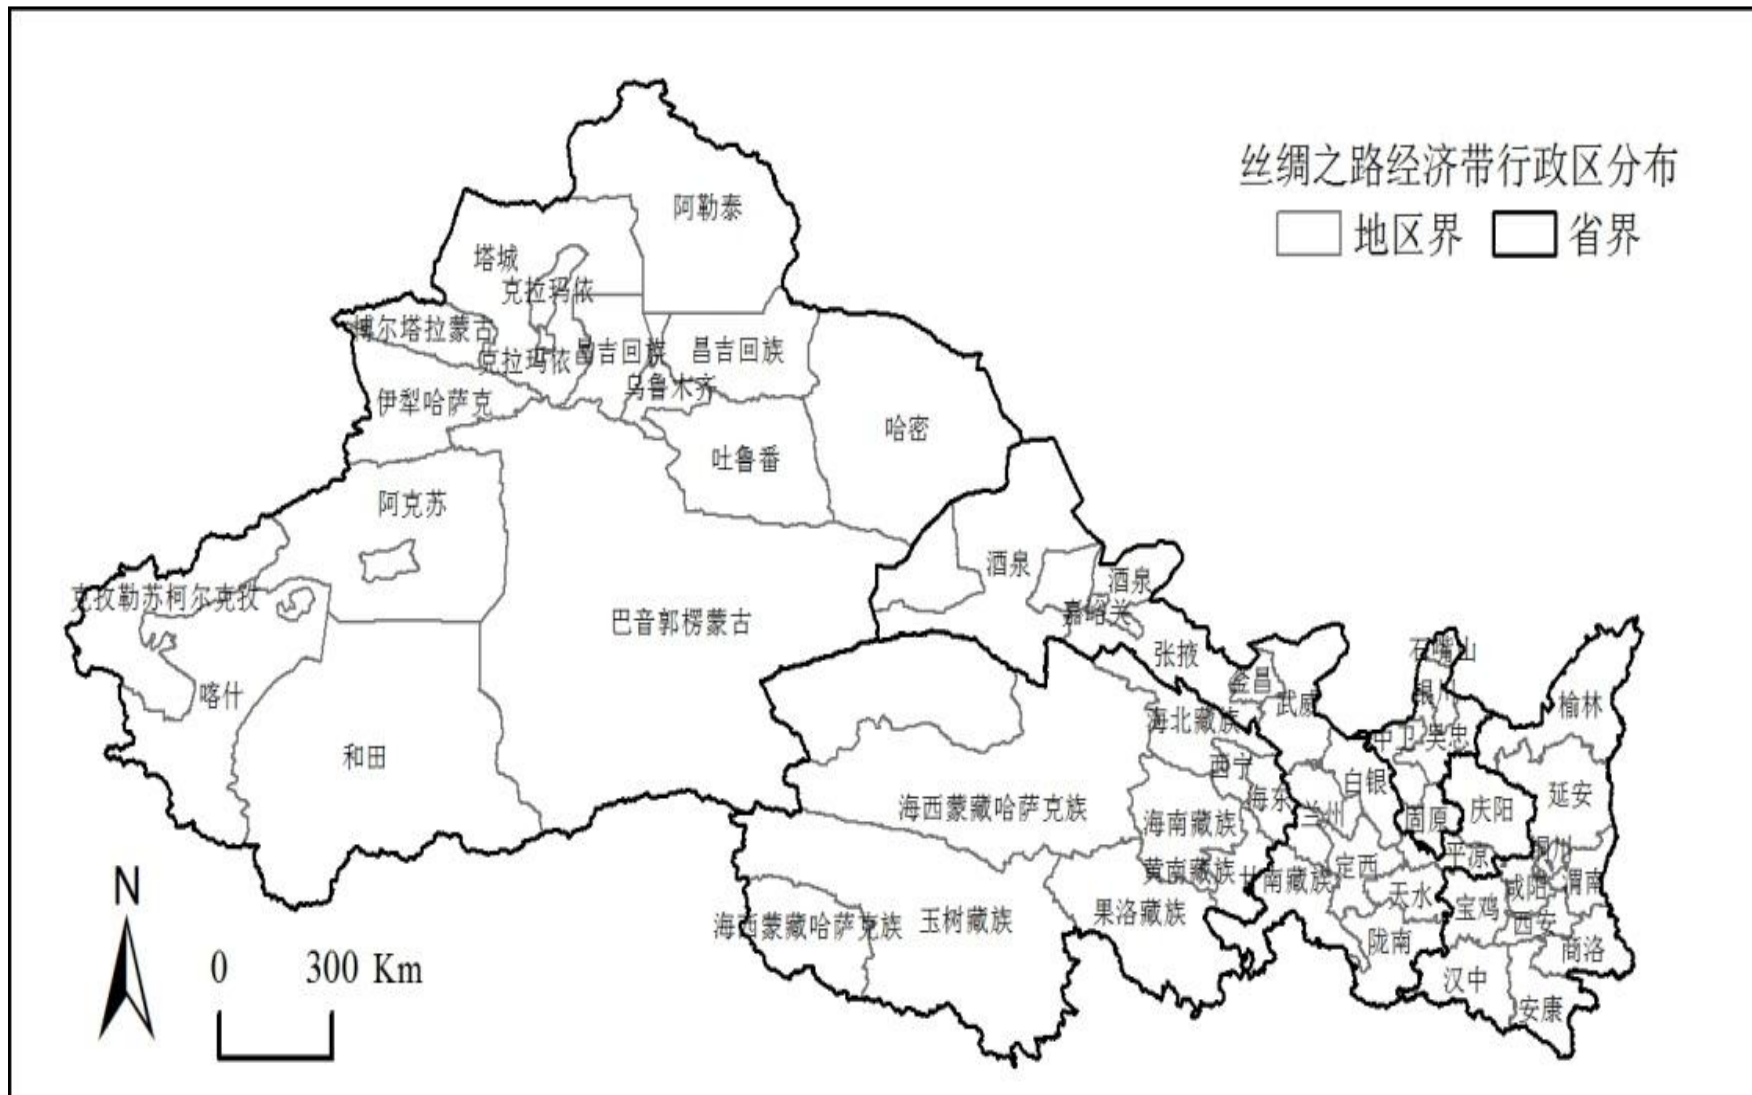 丝绸之路经济带行政区分布
地区界 省界
阿勒泰
塔城
克拉玛依
博尔塔拉蒙古
克拉玛依
昌吉回族
昌吉回族
乌鲁木齐
伊犁哈萨克
哈密
吐鲁番
阿克苏
克孜勒苏柯尔克孜
巴音郭楞蒙古
喀什
和田
酒泉
酒泉
嘉峪关
张掖
金昌
武威
石嘴山
银川
榆林
海北藏族
中卫
吴忠
西宁
海东
白银
兰州
固原
庆阳
延安
海西蒙藏哈萨克族
海南藏族
黄南藏族
甘南藏族
定西
平凉
铜川
天水
宝鸡
咸阳
渭南
西安
海西蒙藏哈萨克族
玉树藏族
果洛藏族
陇南
商洛
汉中
安康
N
0 300 Km